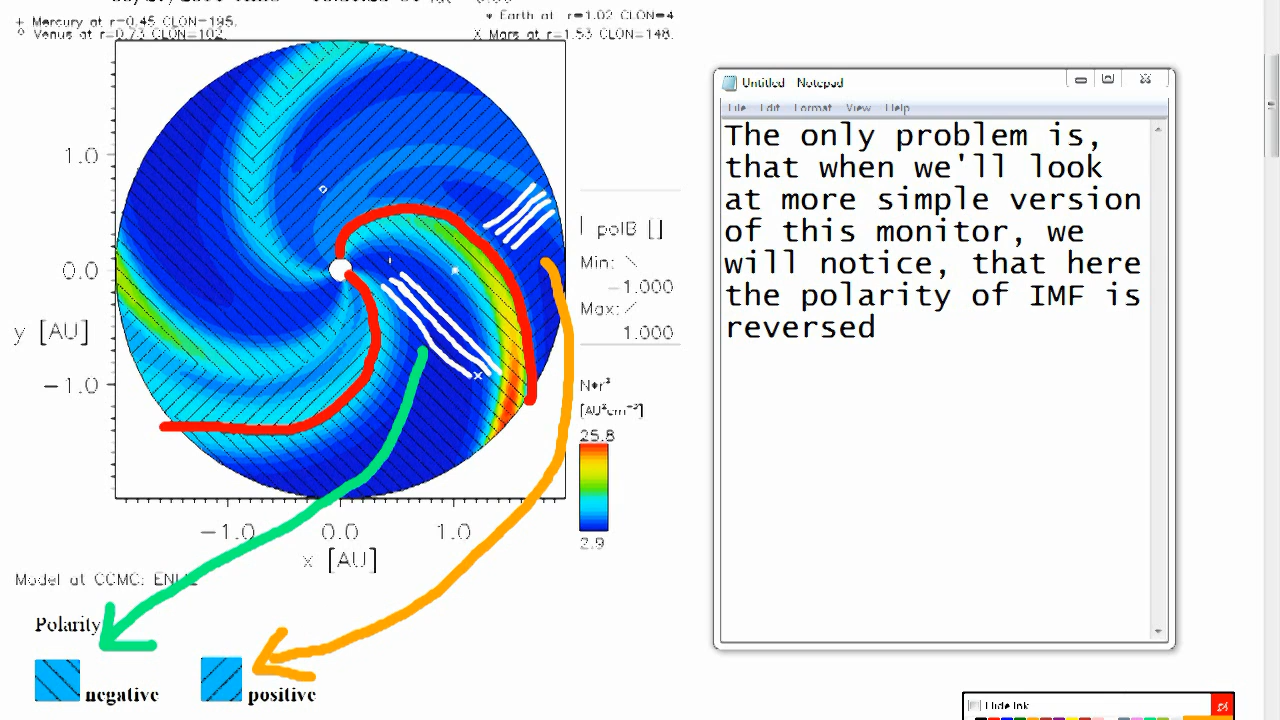 + Mercury at r=0.45 CLON=195.
◇ Venus at r=0.73 CLON=102.
* Earth at r=1.02 CLON=4
X Mars at r=1.53 CLON=148.
1.0
0.0
y [AU]
−1.0
−1.0 0.0 1.0
x [AU]
polB []
Min: \
−1.000
Max: /
1.000
N*r²
[AU²cm⁻³]
25.8
2.9
Model at CCMC:
Polarity
negative
positive
Untitled Notepad
File Edit Format View Help
The only problem is,
that when we'll look
at more simple version
of this monitor, we
will notice, that here
the polarity of IMF is
reversed
Hide Ink